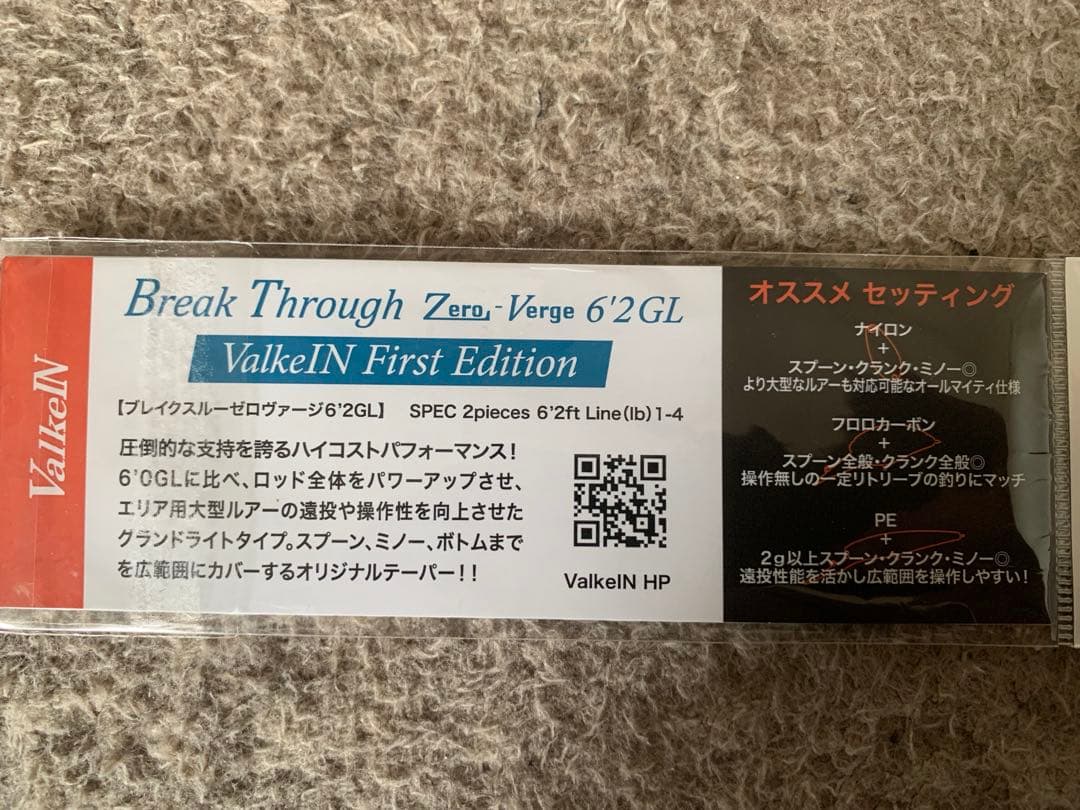 ValkeIN
Break Through Zero-Verge 6'2GL
ValkeIN First Edition
【ブレイクスルーゼロヴァージ6'2GL】 SPEC 2pieces 6'2ft Line(lb)1-4
圧倒的な支持を誇るハイコストパフォーマンス!
6'0GLに比べ、ロッド全体をパワーアップさせ、
エリア用大型ルアーの遠投や操作性を向上させた
グランドライトタイプ。スプーン、ミノー、ボトムまで
を広範囲にカバーするオリジナルテーパー!!
ValkeIN HP
オススメ セッティング
ナイロン
+
スプーン・クランク・ミノー◎
より大型なルアーも対応可能なオールマイティ仕様
フロロカーボン
+
スプーン全般・クランク全般◎
操作無しの一定リトリーブの釣りにマッチ
PE
+
2g以上スプーン・クランク・ミノー◎
遠投性能を活かし広範囲を操作しやすい!